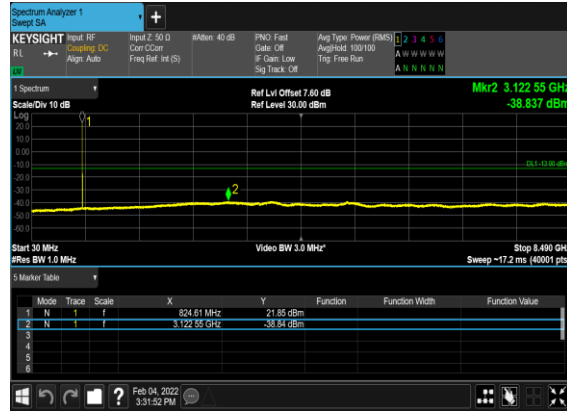 Spectrum Analyzer 1
Swept SA
+
KEYSIGHT Input: RF Input Z: 50 Ω #Atten: 40 dB PNO: Fast Avg Type: Power (RMS) 1 2 3 4 5 6
RL Coupling: DC Corr CCorr Gate: Off Avg|Hold: 100/100 A W W W W W
Align: Auto Freq Ref: Int (S) IF Gain: Low Trig: Free Run
Sig Track: Off A N N N N N
1 Spectrum Ref Lvl Offset 7.60 dB Mkr2 3.122 55 GHz
Scale/Div 10 dB Ref Level 30.00 dBm -38.837 dBm
Log
20.0
10.0
0.00
-10.0
-20.0
-30.0
-40.0
-50.0
-60.0
1
2
DL1 -13.00 dBm
Start 30 MHz Video BW 3.0 MHz* Stop 8.490 GHz
#Res BW 1.0 MHz Sweep ~17.2 ms (40001 pts)
5 Marker Table
Mode Trace Scale X Y Function Function Width Function Value
1 N 1 f 824.61 MHz 21.85 dBm
2 N 1 f 3.122 55 GHz -38.84 dBm
3
4
5
6
? Feb 04, 2022
3:31:52 PM